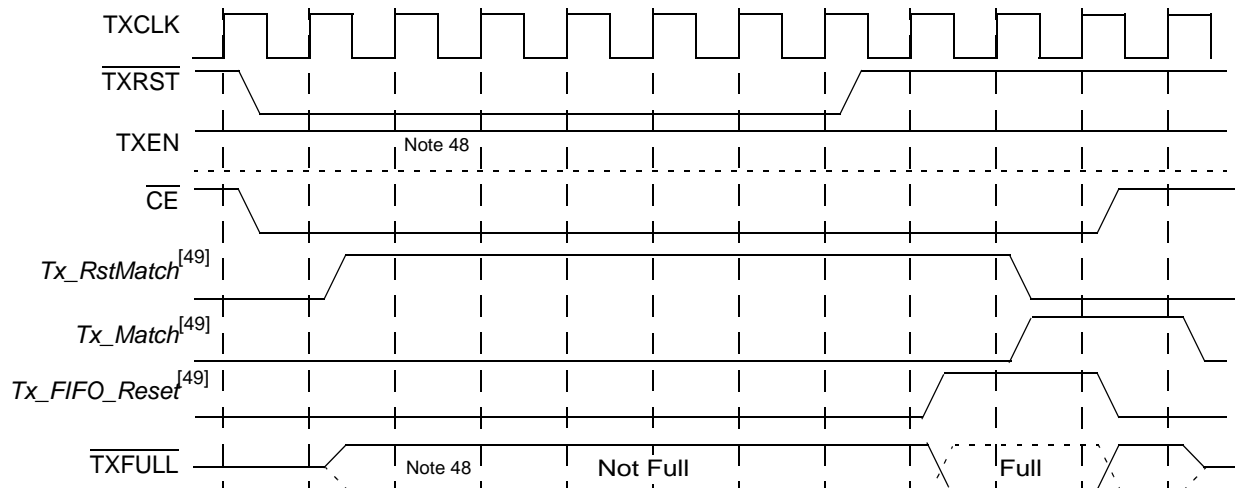 TXCLK
TXRST
TXEN
Note 48
CE
Tx_RstMatch[49]
Tx_Match[49]
Tx_FIFO_Reset[49]
TXFULL
Note 48
Not Full
Full